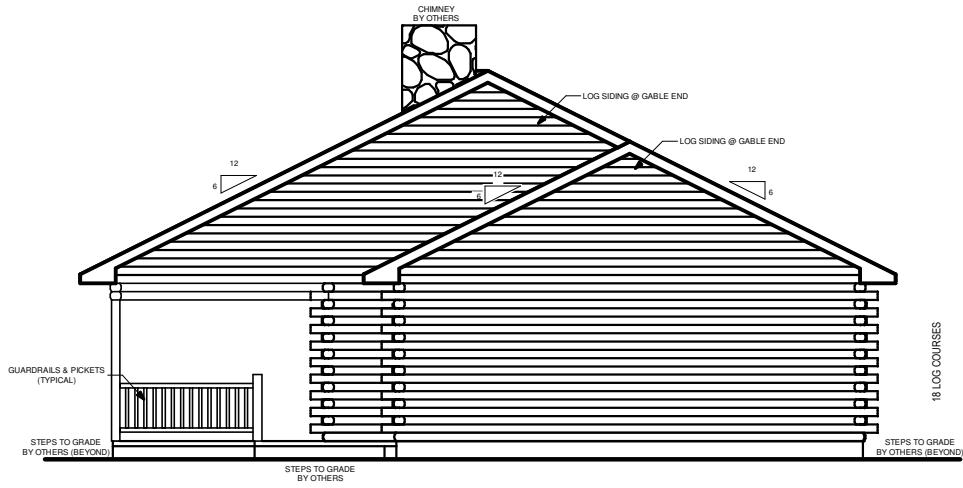 CHIMNEY
BY OTHERS
LOG SIDING @ GABLE END
LOG SIDING @ GABLE END
12
6
12
6
12
6
18 LOG COURSES
GUARDRAILS & PICKETS
(TYPICAL)
STEPS TO GRADE
BY OTHERS (BEYOND)
STEPS TO GRADE
BY OTHERS
STEPS TO GRADE
BY OTHERS (BEYOND)